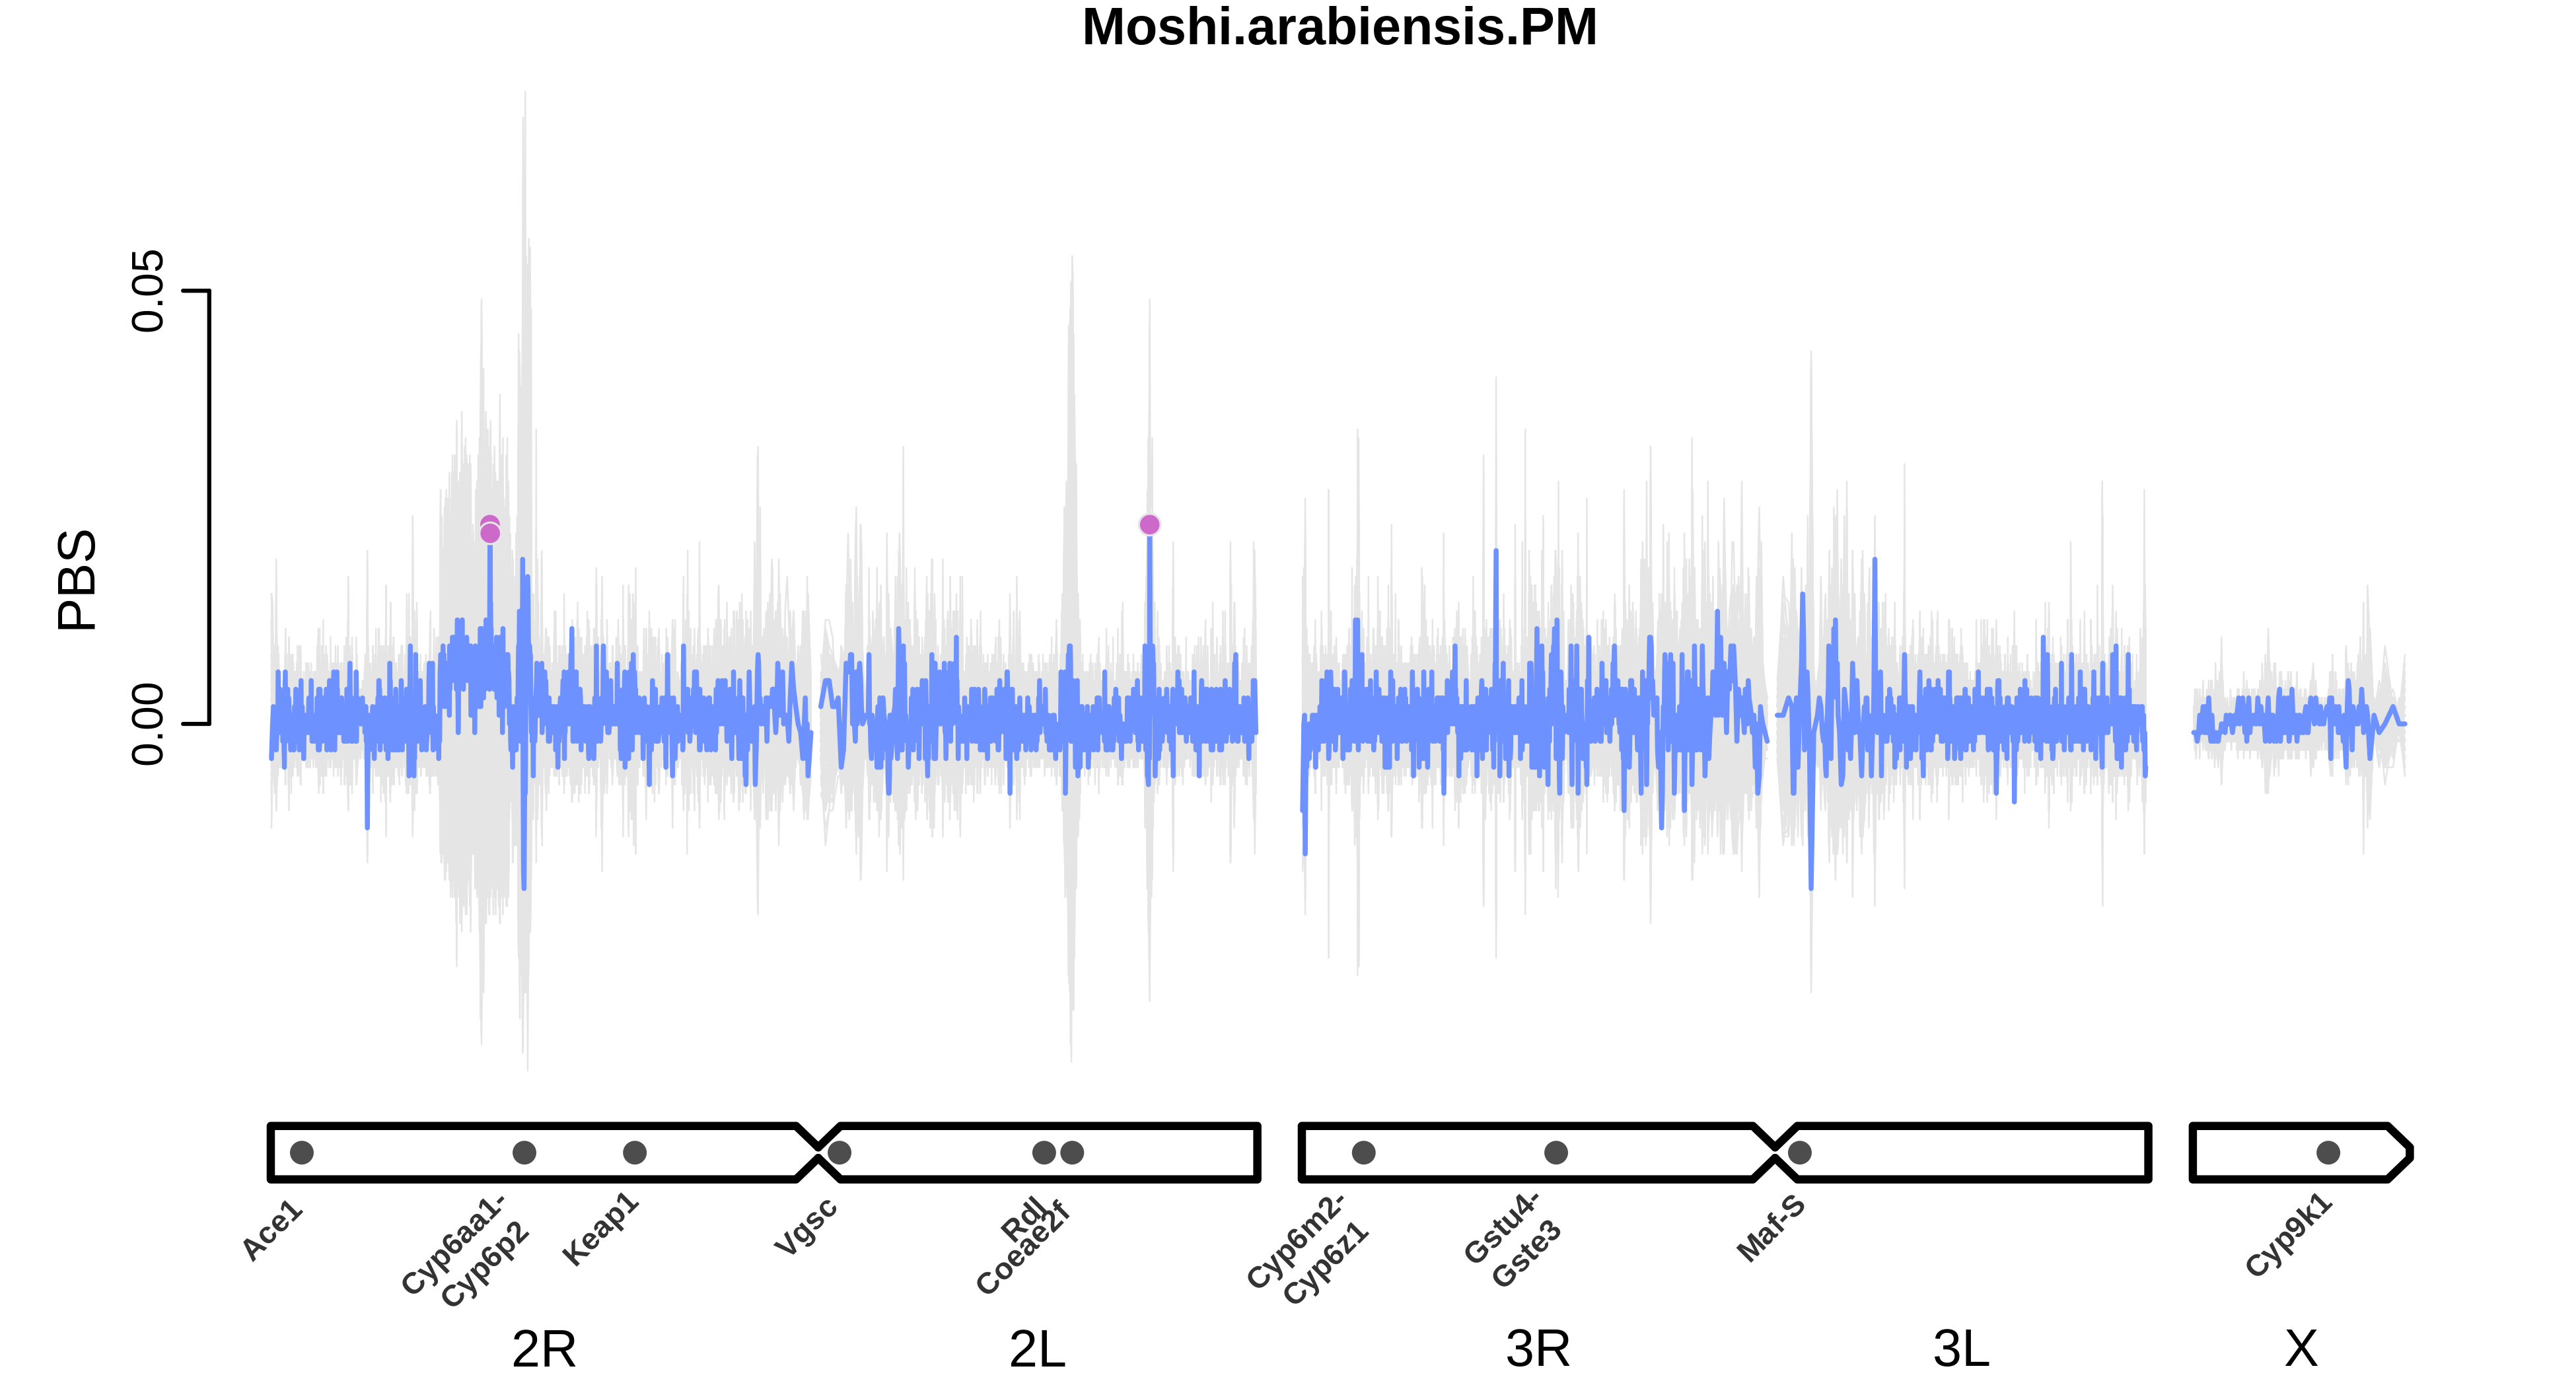 Moshi.arabiensis.PM
0.05
0.00
PBS
Ace1
Cyp6aa1-
Cyp6p2
Keap1
Vgsc
Rdl
Coeae2f
Cyp6m2-
Cyp6z1
Gstu4-
Gste3
Maf-S
Cyp9k1
2R
2L
3R
3L
X